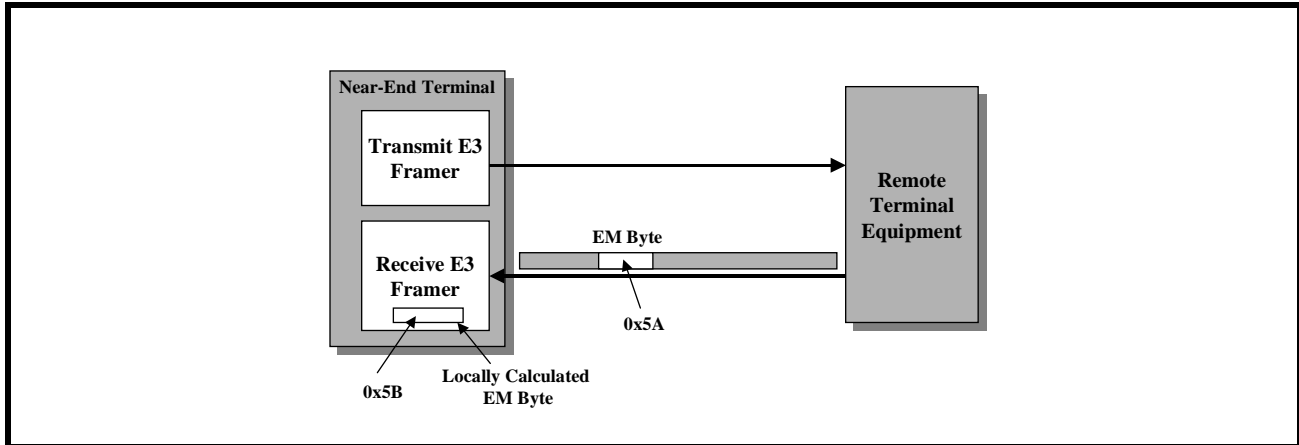 Near-End Terminal
Transmit E3
Framer
Receive E3
Framer
EM Byte
Remote
Terminal
Equipment
0x5A
0x5B
Locally Calculated
EM Byte